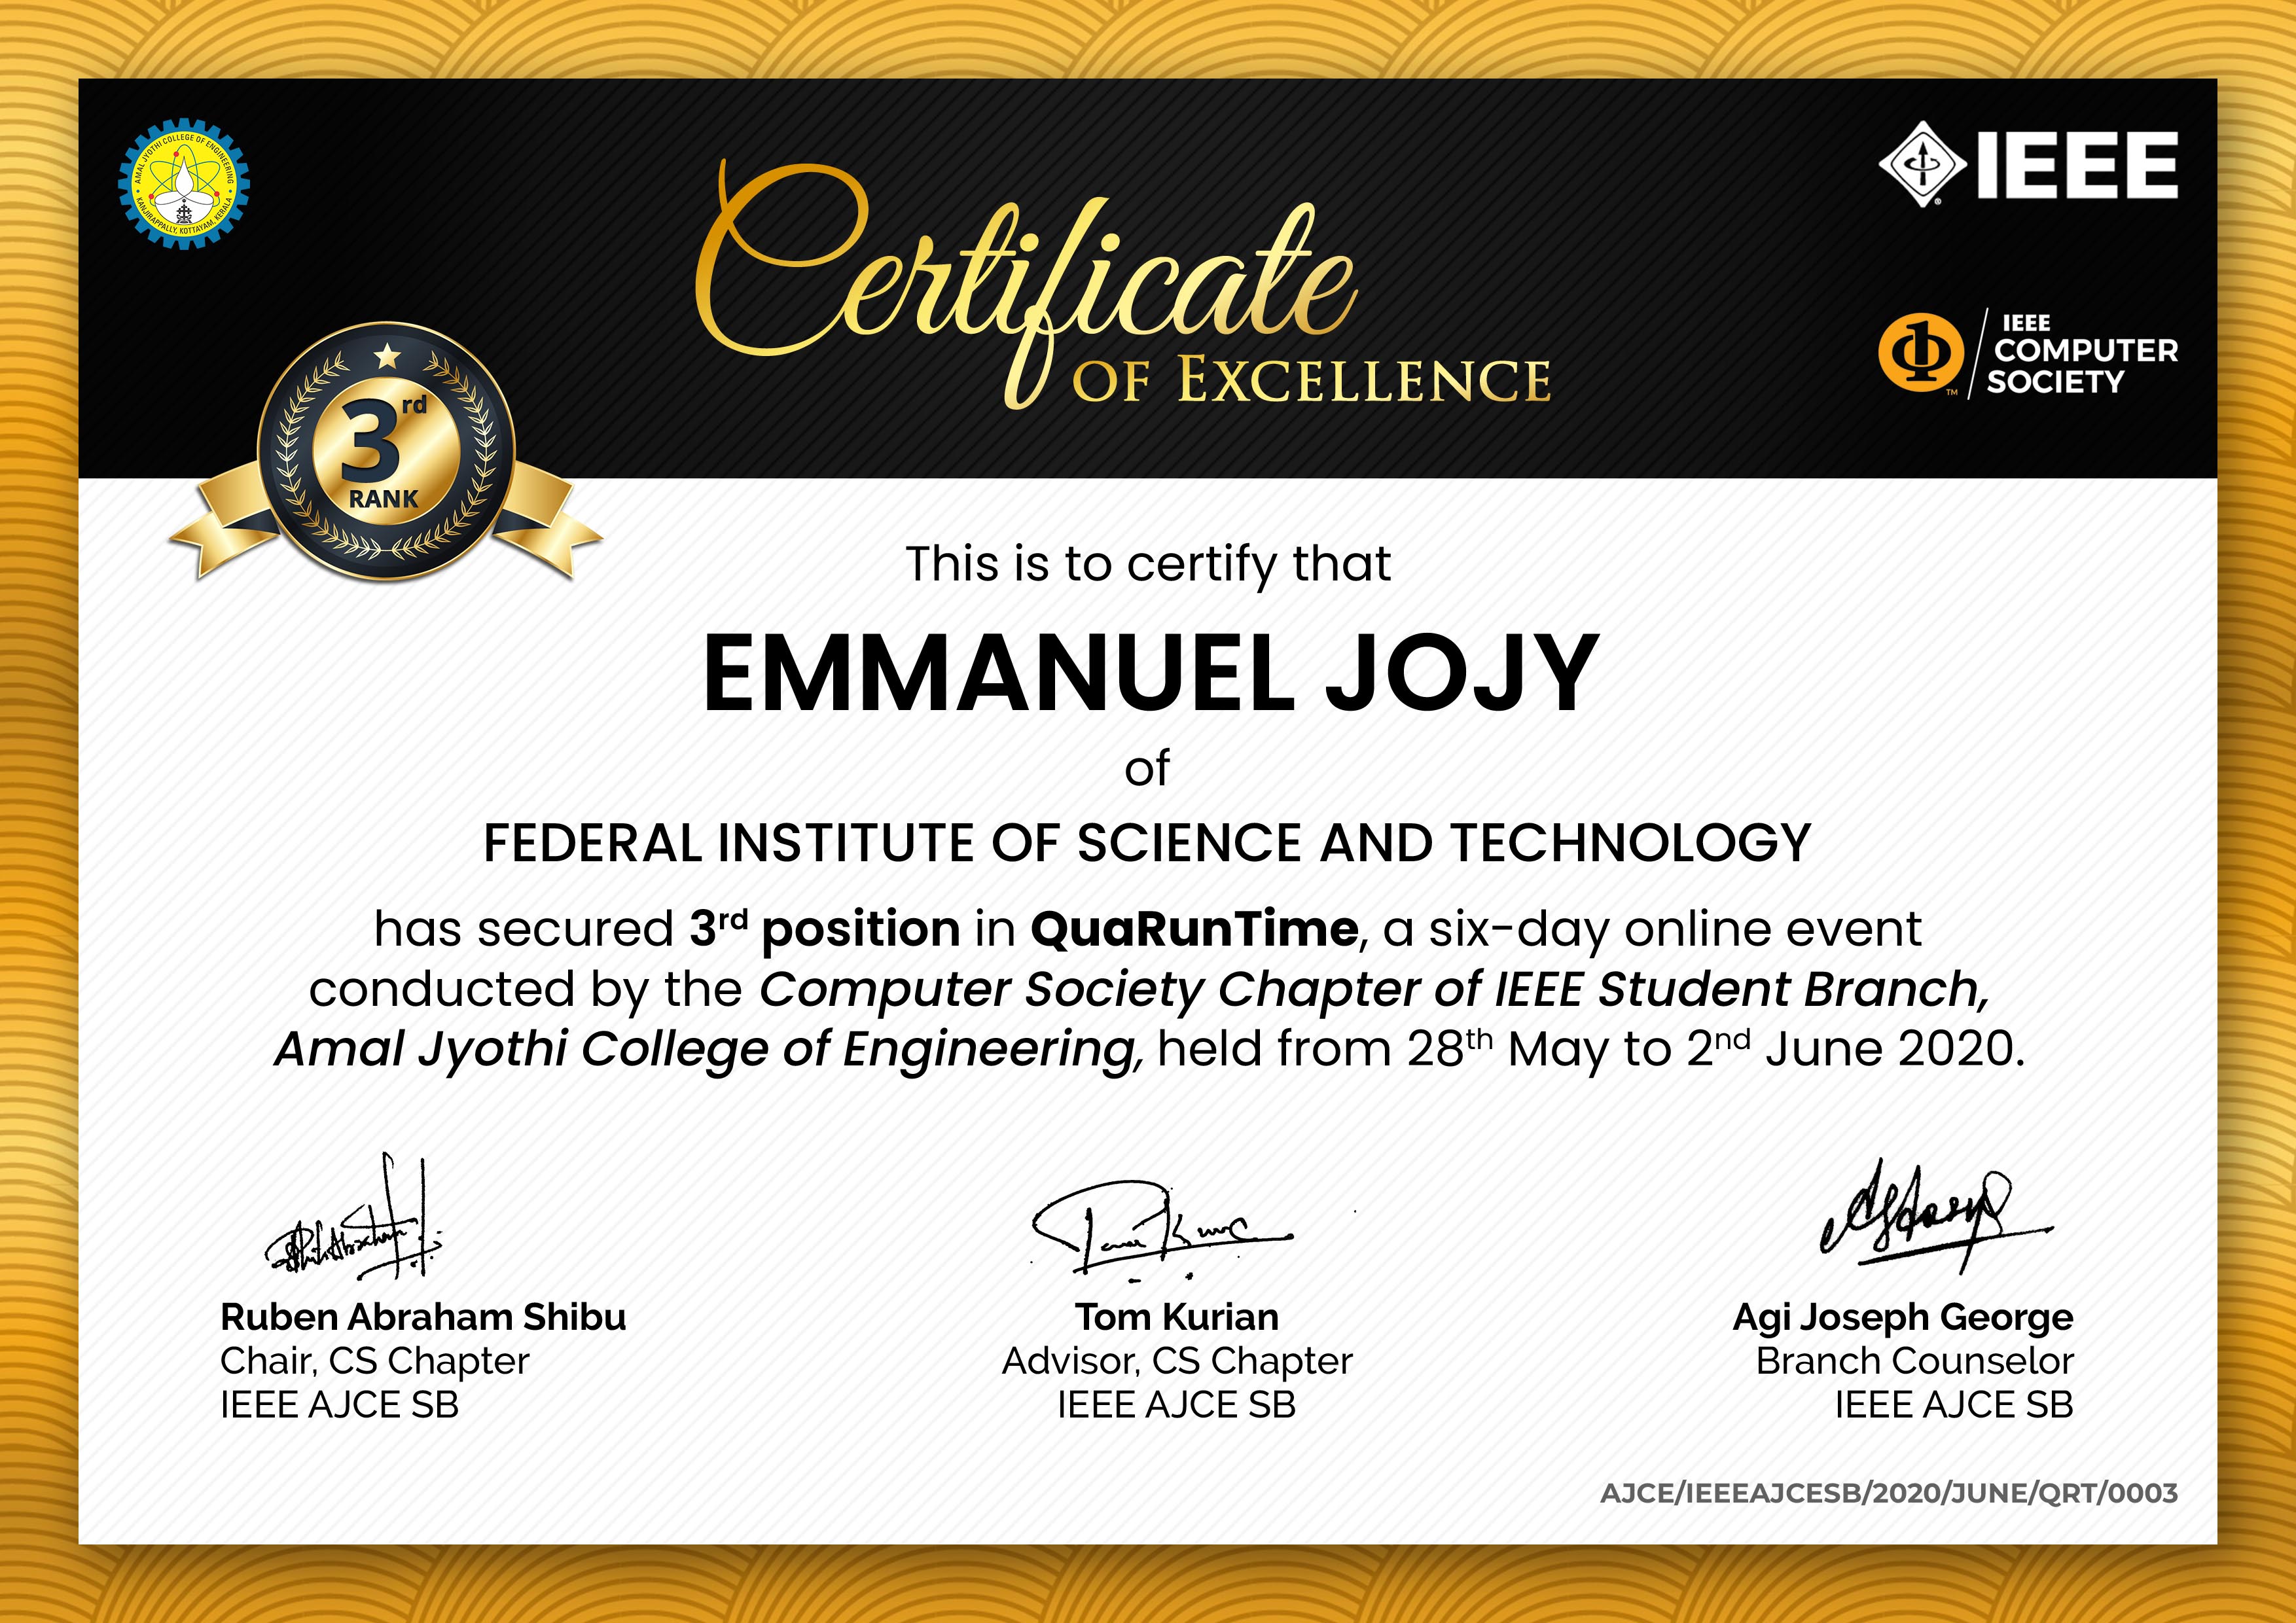 AMAL JYOTHI COLLEGE OF ENGINEERING
KANJIRAPPALLY, KOTTAYAM, KERALA
IEEE
®
Certificate
OF EXCELLENCE
IEEE
COMPUTER
SOCIETY
TM
3rd
RANK
This is to certify that
EMMANUEL JOJY
of
FEDERAL INSTITUTE OF SCIENCE AND TECHNOLOGY
has secured 3rd position in QuaRunTime, a six-day online event
conducted by the Computer Society Chapter of IEEE Student Branch,
Amal Jyothi College of Engineering, held from 28th May to 2nd June 2020.
Ruben Abraham Shibu
Chair, CS Chapter
IEEE AJCE SB
Tom Kurian
Advisor, CS Chapter
IEEE AJCE SB
Agi Joseph George
Branch Counselor
IEEE AJCE SB
AJCE/IEEEAJCESB/2020/JUNE/QRT/0003